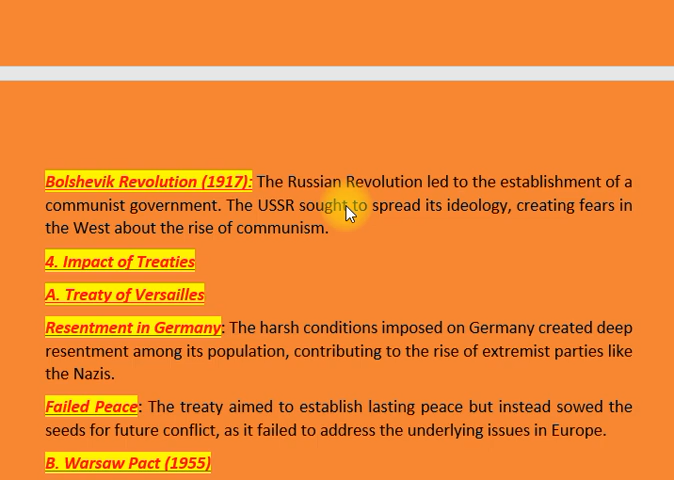 Bolshevik Revolution (1917): The Russian Revolution led to the establishment of a
communist government. The USSR sought to spread its ideology, creating fears in
the West about the rise of communism.
4. Impact of Treaties
A. Treaty of Versailles
Resentment in Germany: The harsh conditions imposed on Germany created deep
resentment among its population, contributing to the rise of extremist parties like
the Nazis.
Failed Peace: The treaty aimed to establish lasting peace but instead sowed the
seeds for future conflict, as it failed to address the underlying issues in Europe.
B. Warsaw Pact (1955)